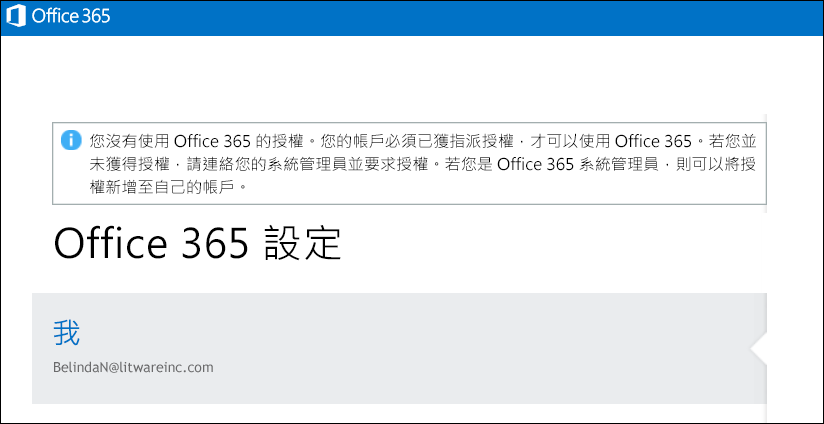 Office 365
您沒有使用 Office 365 的授權。您的帳戶必須已獲指派授權，才可以使用 Office 365。若您並
未獲得授權，請連絡您的系統管理員並要求授權。若您是 Office 365 系統管理員，則可以將授
權新增至自己的帳戶。
Office 365 設定
我
BelindaN@litwareinc.com